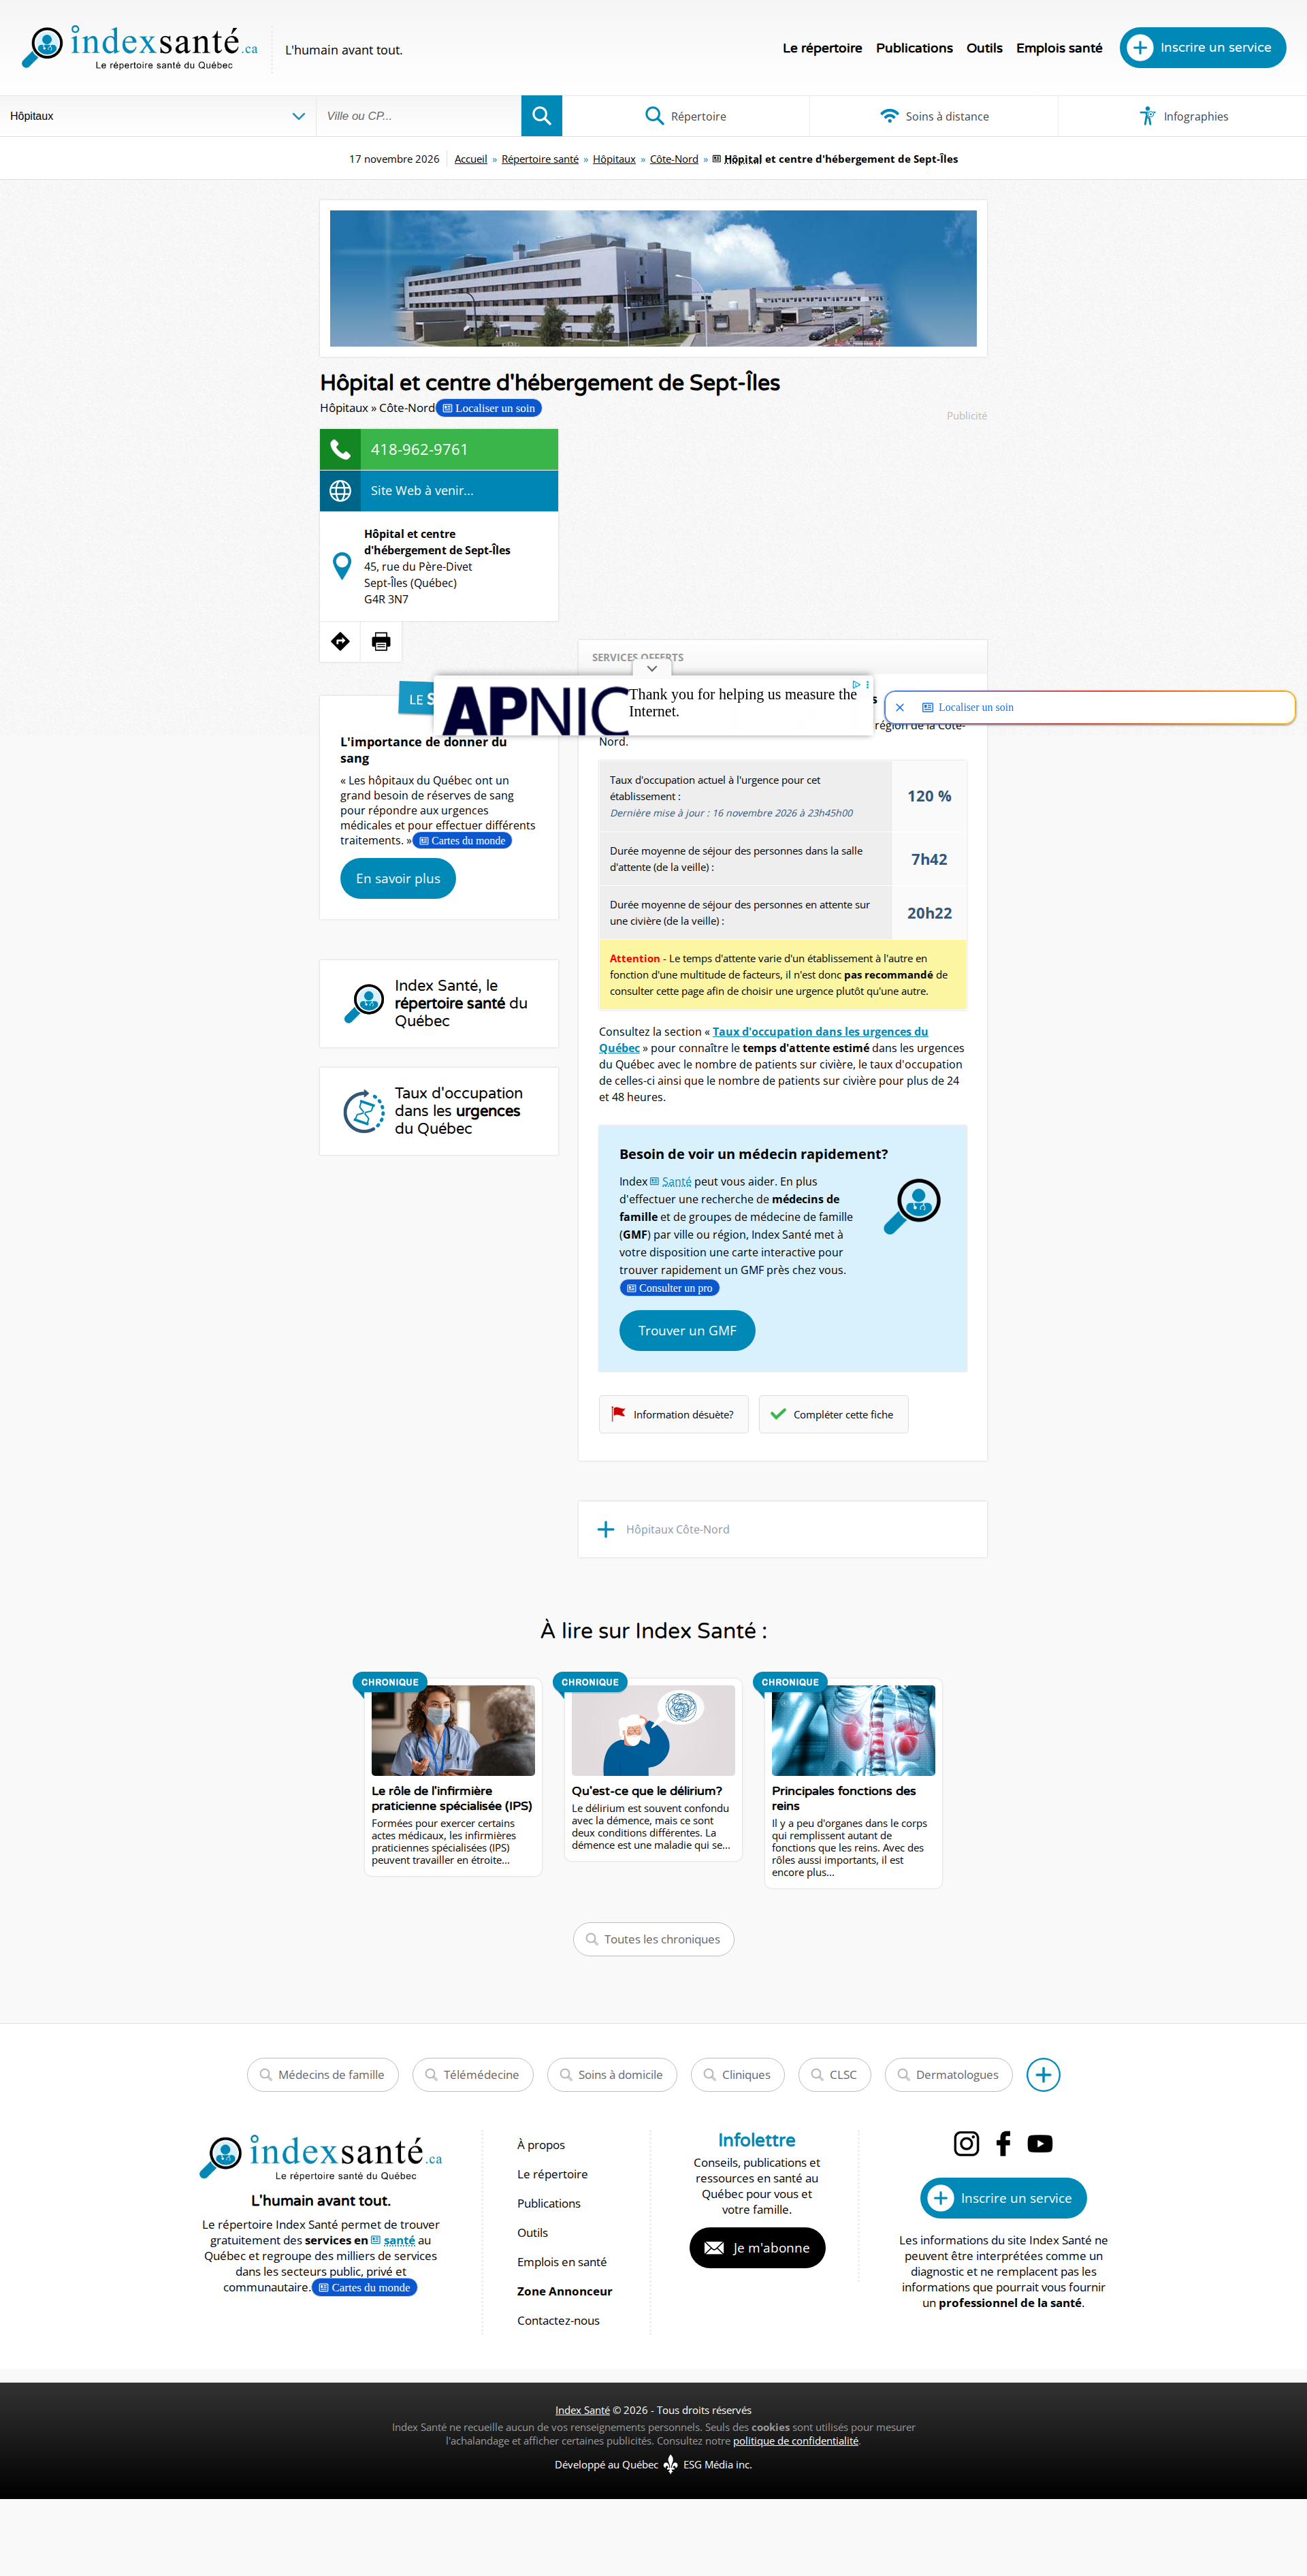 indexsanté.ca
Le répertoire santé du Québec
L'humain avant tout.
Le répertoire
Publications
Outils
Emplois santé
Inscrire un service
Hôpitaux
Ville ou CP...
Répertoire
Soins à distance
Infographies
17 novembre 2026
Accueil » Répertoire santé » Hôpitaux » Côte-Nord » Hôpital et centre d'hébergement de Sept-Îles
Hôpital et centre d'hébergement de Sept-Îles
Hôpitaux » Côte-Nord Localiser un soin
Publicité
418-962-9761
Site Web à venir...
Hôpital et centre
d'hébergement de Sept-Îles
45, rue du Père-Divet
Sept-Îles (Québec)
G4R 3N7
SERVICES OFFERTS
LE
APNIC
Thank you for helping us measure the
Internet.
Localiser un soin
région de la Côte-
Nord.
L'importance de donner du
sang
« Les hôpitaux du Québec ont un
grand besoin de réserves de sang
pour répondre aux urgences
médicales et pour effectuer différents
traitements. » Cartes du monde
En savoir plus
Index Santé, le
répertoire santé du
Québec
Taux d'occupation
dans les urgences
du Québec
Taux d'occupation actuel à l'urgence pour cet
établissement :
Dernière mise à jour : 16 novembre 2026 à 23h45h00
120 %
Durée moyenne de séjour des personnes dans la salle
d'attente (de la veille) :
7h42
Durée moyenne de séjour des personnes en attente sur
une civière (de la veille) :
20h22
Attention - Le temps d'attente varie d'un établissement à l'autre en
fonction d'une multitude de facteurs, il n'est donc pas recommandé de
consulter cette page afin de choisir une urgence plutôt qu'une autre.
Consultez la section « Taux d'occupation dans les urgences du
Québec » pour connaître le temps d'attente estimé dans les urgences
du Québec avec le nombre de patients sur civière, le taux d'occupation
de celles-ci ainsi que le nombre de patients sur civière pour plus de 24
et 48 heures.
Besoin de voir un médecin rapidement?
Index Santé peut vous aider. En plus
d'effectuer une recherche de médecins de
famille et de groupes de médecine de famille
(GMF) par ville ou région, Index Santé met à
votre disposition une carte interactive pour
trouver rapidement un GMF près chez vous.
Consulter un pro
Trouver un GMF
Information désuète?
Compléter cette fiche
Hôpitaux Côte-Nord
À lire sur Index Santé :
CHRONIQUE
Le rôle de l'infirmière
praticienne spécialisée (IPS)
Formées pour exercer certains
actes médicaux, les infirmières
praticiennes spécialisées (IPS)
peuvent travailler en étroite...
CHRONIQUE
Qu'est-ce que le délirium?
Le délirium est souvent confondu
avec la démence, mais ce sont
deux conditions différentes. La
démence est une maladie qui se...
CHRONIQUE
Principales fonctions des
reins
Il y a peu d'organes dans le corps
qui remplissent autant de
fonctions que les reins. Avec des
rôles aussi importants, il est
encore plus...
Toutes les chroniques
Médecins de famille
Télémédecine
Soins à domicile
Cliniques
CLSC
Dermatologues
indexsanté.ca
Le répertoire santé du Québec
L'humain avant tout.
Le répertoire Index Santé permet de trouver
gratuitement des services en santé au
Québec et regroupe des milliers de services
dans les secteurs public, privé et
communautaire. Cartes du monde
À propos
Le répertoire
Publications
Outils
Emplois en santé
Zone Annonceur
Contactez-nous
Infolettre
Conseils, publications et
ressources en santé au
Québec pour vous et
votre famille.
Je m'abonne
Inscrire un service
Les informations du site Index Santé ne
peuvent être interprétées comme un
diagnostic et ne remplacent pas les
informations que pourrait vous fournir
un professionnel de la santé.
Index Santé © 2026 - Tous droits réservés
Index Santé ne recueille aucun de vos renseignements personnels. Seuls des cookies sont utilisés pour mesurer
l'achalandage et afficher certaines publicités. Consultez notre politique de confidentialité.
Développé au Québec ESG Média inc.